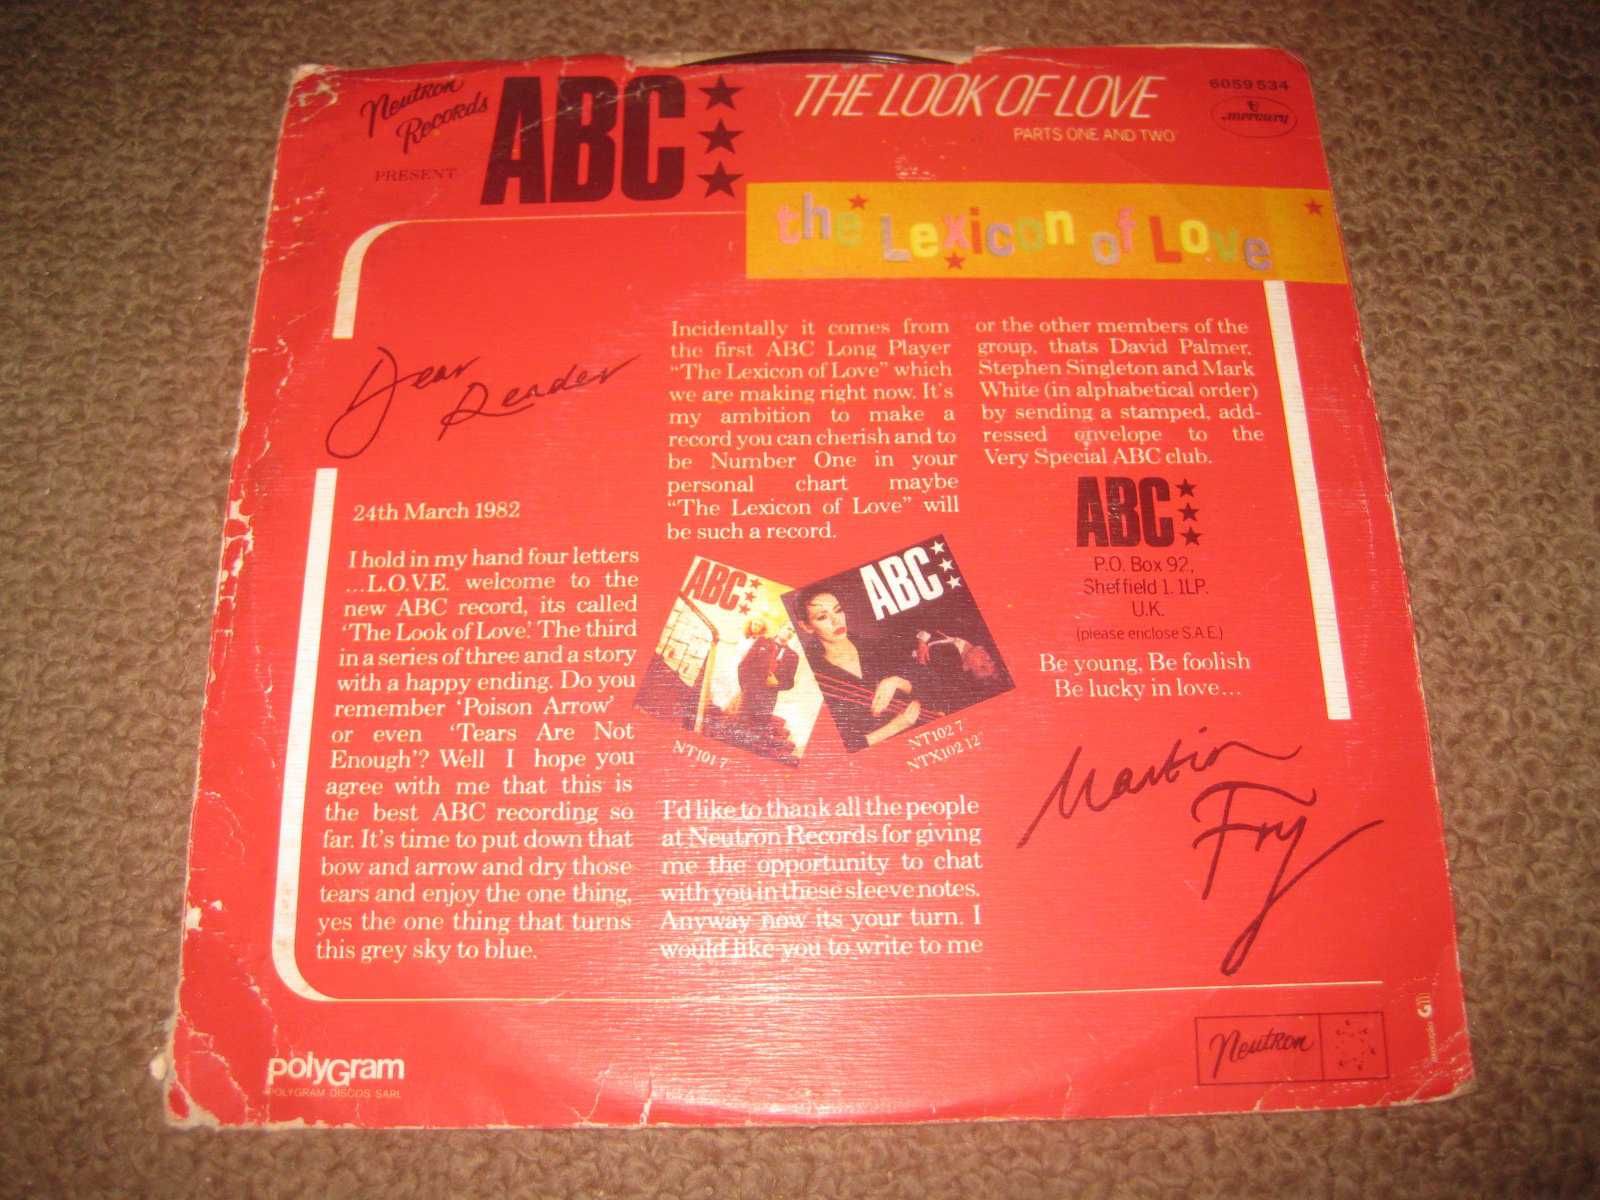 Neutron
Records
PRESENT
ABC
THE LOOK OF LOVE
PARTS ONE AND TWO
6059 534
mercury
the Lexicon of Love
Dear
Reader
24th March 1982
I hold in my hand four letters
...L.O.V.E. welcome to the
new ABC record, its called
‘The Look of Love.’ The third
in a series of three and a story
with a happy ending. Do you
remember ‘Poison Arrow’
or even ‘Tears Are Not
Enough’? Well I hope you
agree with me that this is
the best ABC recording so
far. It's time to put down that
bow and arrow and dry those
tears and enjoy the one thing,
yes the one thing that turns
this grey sky to blue.
Incidentally it comes from
the first ABC Long Player
“The Lexicon of Love” which
we are making right now. It's
my ambition to make a
record you can cherish and to
be Number One in your
personal chart maybe
“The Lexicon of Love” will
be such a record.
ABC
NT101 7
ABC
NT102 7
NTX102 12
I'd like to thank all the people
at Neutron Records for giving
me the opportunity to chat
with you in these sleeve notes.
Anyway now its your turn. I
would like you to write to me
or the other members of the
group, thats David Palmer,
Stephen Singleton and Mark
White (in alphabetical order)
by sending a stamped, add-
ressed envelope to the
Very Special ABC club.
ABC
P.O. Box 92,
Sheffield 1. 1LP.
U.K.
(please enclose S.A.E.)
Be young, Be foolish
Be lucky in love...
Martin
Fry
polyGram
POLYGRAM DISCOS SARL
Neutron